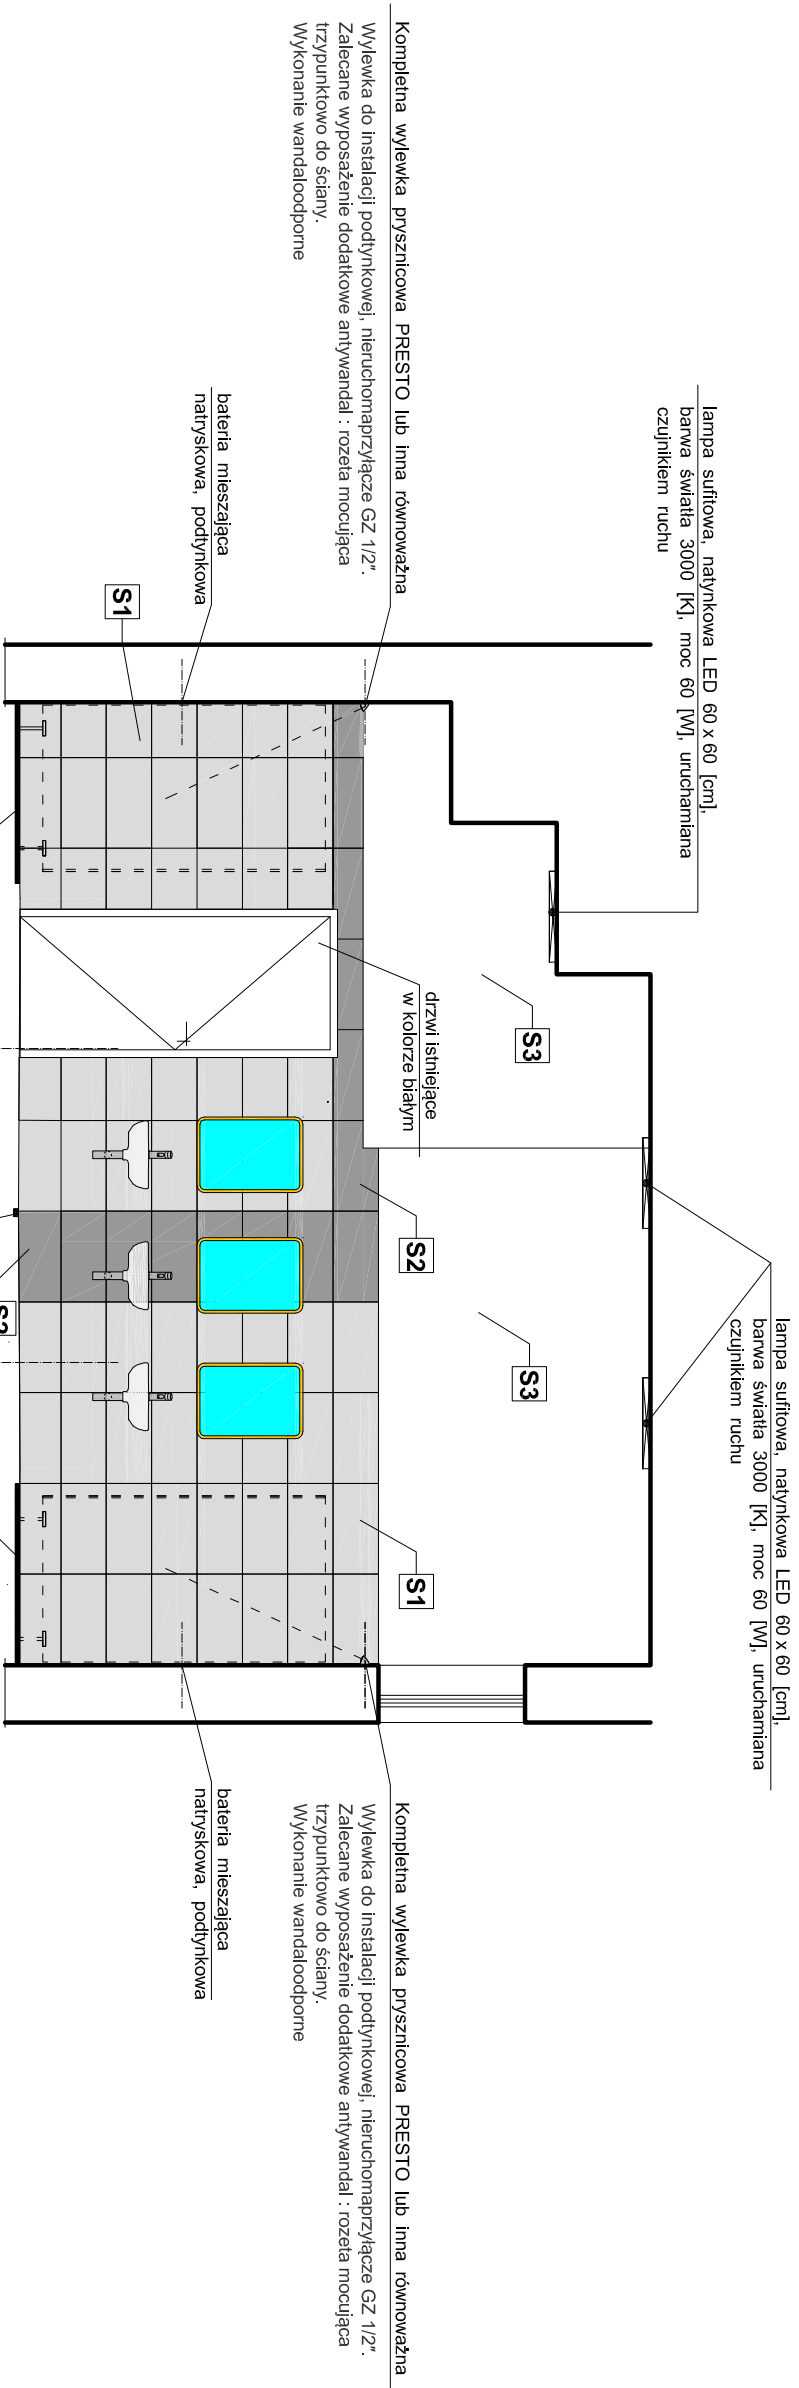 lampa sufitowa, natynkowa LED 60 x 60 [cm],
barwa światła 3000 [K], moc 60 [W], uruchamiana
czujnikiem ruchu
lampa sufitowa, natynkowa LED 60 x 60 [cm],
barwa światła 3000 [K], moc 60 [W], uruchamiana
czujnikiem ruchu
Kompletna wylewka prysznicowa PRESTO lub inna równoważna
Wylewka do instalacji podtynkowej, nieruchomaprzyłącze GZ 1/2".
Zalecane wyposażenie dodatkowe antywandal : rozeta mocująca
trzypunktowo do ściany.
Wykonanie wandaloodporne
bateria mieszająca
natryskowa, podtynkowa
S1
S3
drzwi istniejące
w kolorze białym
S2
S3
S1
Kompletna wylewka prysznicowa PRESTO lub inna równoważna
Wylewka do instalacji podtynkowej, nieruchomaprzyłącze GZ 1/2".
Zalecane wyposażenie dodatkowe antywandal : rozeta mocująca
trzypunktowo do ściany.
Wykonanie wandaloodporne
bateria mieszająca
natryskowa, podtynkowa